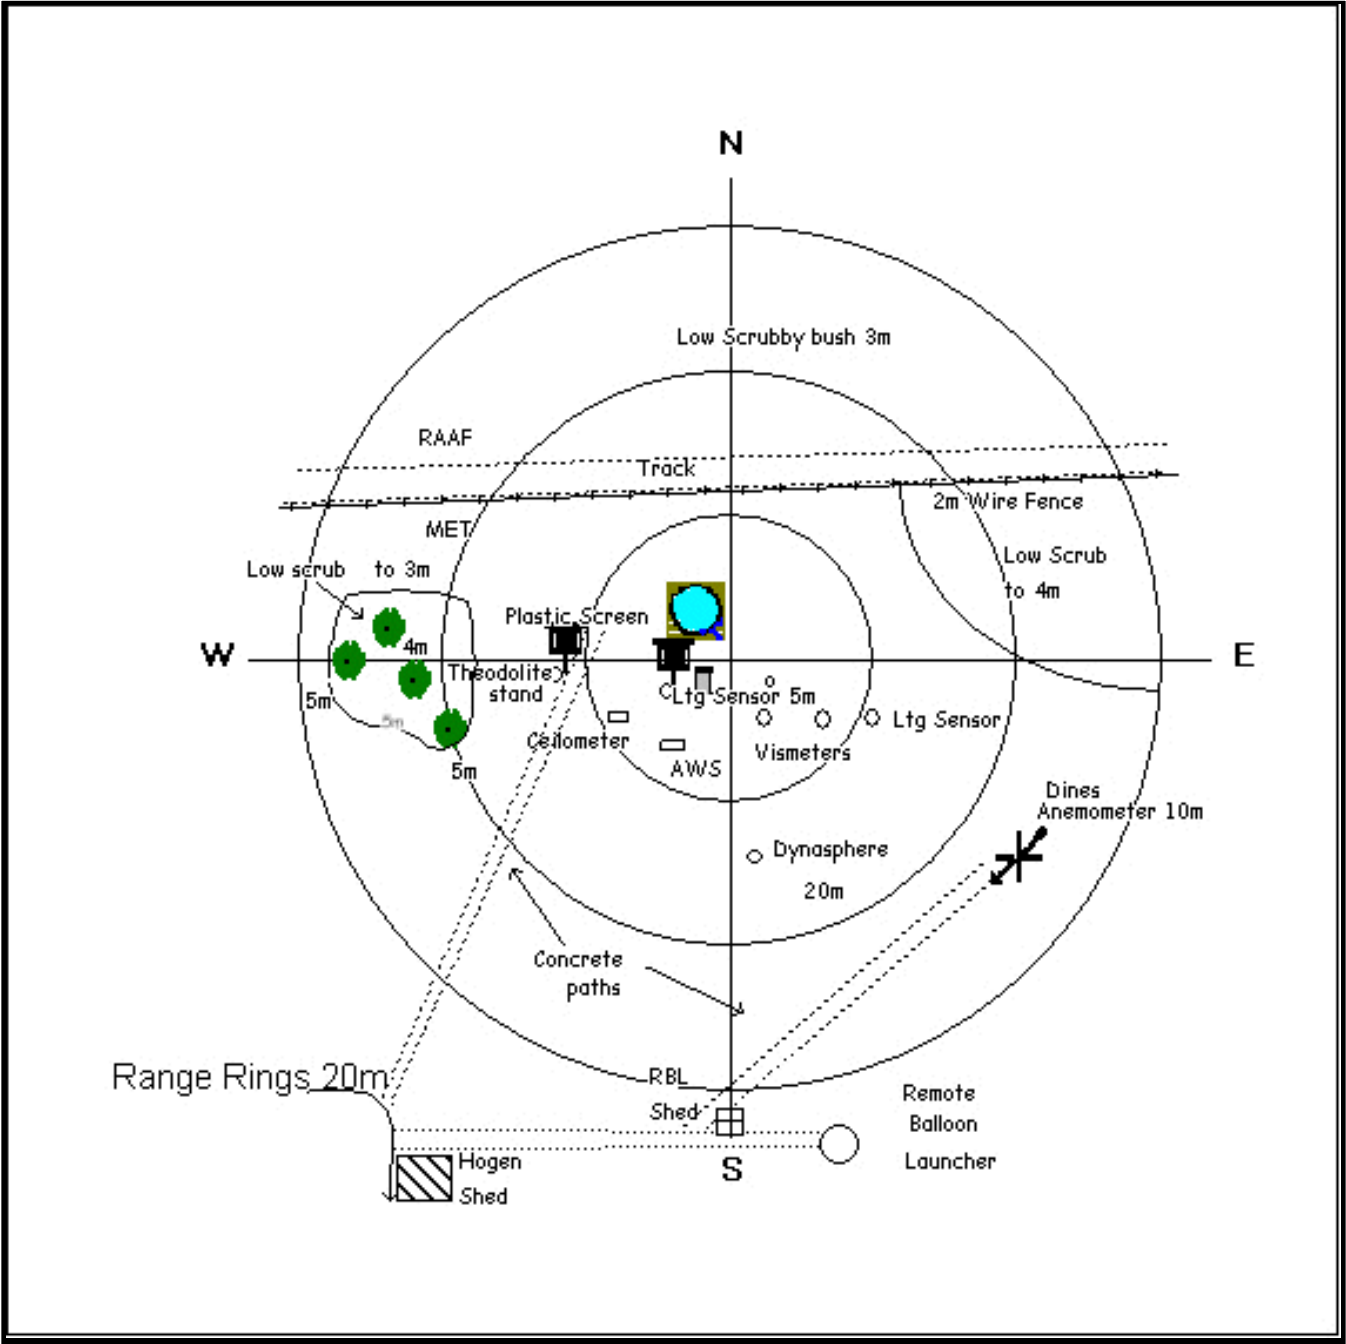 N
Low Scrubby bush 3m
RAAF
Track
2m Wire Fence
MET
Low scrub to 3m
Low Scrub
to 4m
Plastic Screen
4m
W
E
Theodolite
stand
5m
Ltg Sensor 5m
5m
Ltg Sensor
Ceilometer
Vismeters
AWS
5m
Dines
Anemometer 10m
Dynasphere
20m
Concrete
paths
Range Rings 20m
RBL
Shed
Remote
Balloon
Launcher
S
Hogen
Shed